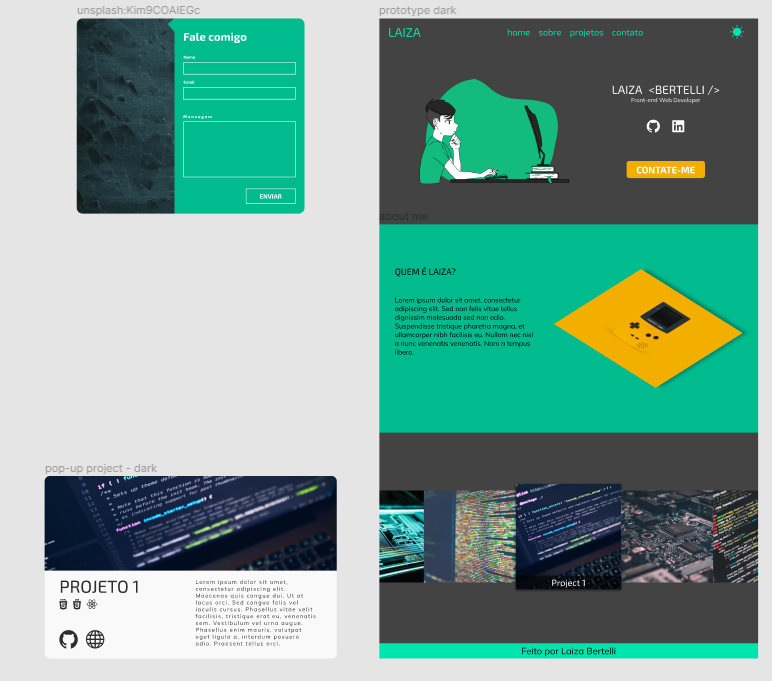 unsplash:Kim9COAIEGc
Fale comigo
Nome
Email
Mensagem
ENVIAR
prototype dark
LAIZA
home sobre projetos contato
LAIZA <BERTELLI />
Front-end Web Developer
CONTATE-ME
about me
QUEM É LAIZA?
Lorem ipsum dolor sit amet, consectetur
adipiscing elit. Sed non felis vitae tellus
dignissim malesuada sed non odio.
Suspendisse tristique pharetra magna, et
ullamcorper nibh facilisis eu. Nullam nec nisl
a nunc venenatis venenatis. Nam a tempus
libero.
Project 1
Feito por Laiza Bertelli
pop-up project - dark
PROJETO 1
Lorem ipsum dolor sit amet,
consectetur adipiscing elit.
Maecenas quis congue dui. Ut at
lacus orci. Sed congue felis vel
iaculis cursus. Phasellus vitae velit
facilisis, tristique erat eu, venenatis
sem. Vestibulum vel urna augue.
Phasellus enim mauris, volutpat
eget ligula a, interdum posuere
odio. Praesent tellus orci.